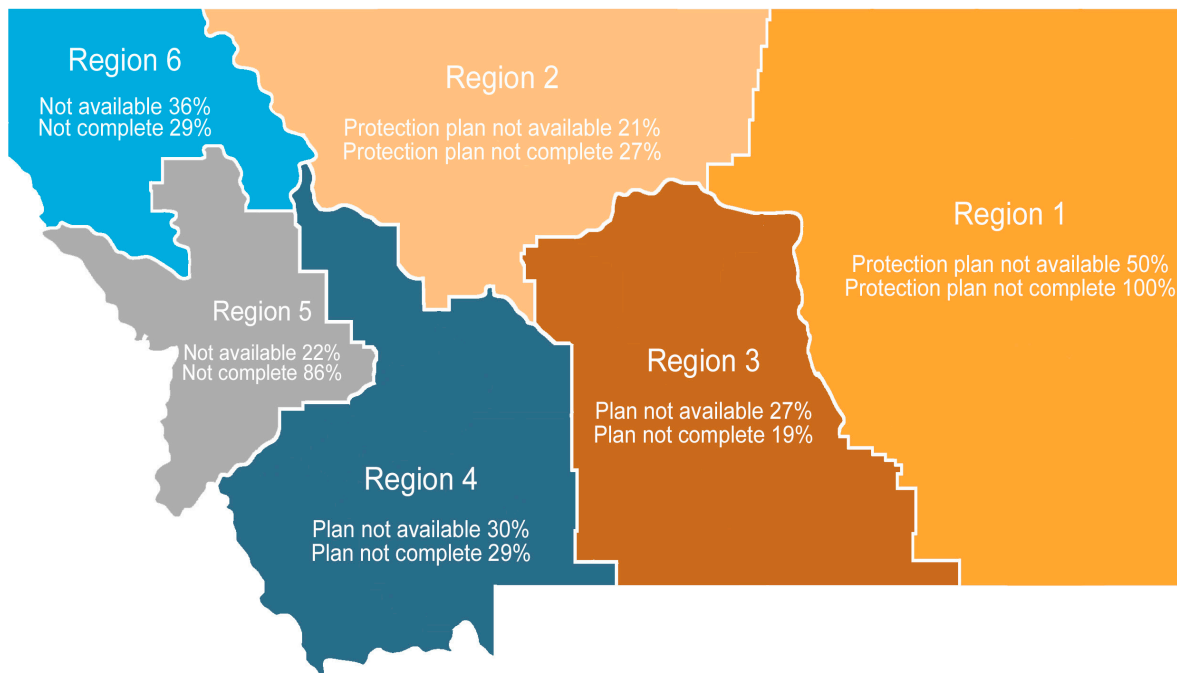 Region 6
Not available 36%
Not complete 29%
Region 2
Protection plan not available 21%
Protection plan not complete 27%
Region 1
Protection plan not available 50%
Protection plan not complete 100%
Region 5
Not available 22%
Not complete 86%
Region 3
Plan not available 27%
Plan not complete 19%
Region 4
Plan not available 30%
Plan not complete 29%